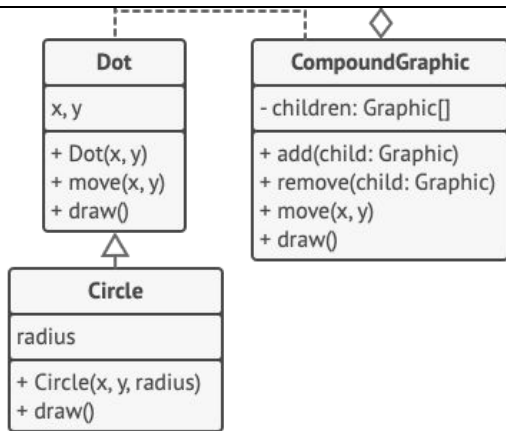 Dot
x, y
+ Dot(x, y)
+ move(x, y)
+ draw()
CompoundGraphic
- children: Graphic[]
+ add(child: Graphic)
+ remove(child: Graphic)
+ move(x, y)
+ draw()
Circle
radius
+ Circle(x, y, radius)
+ draw()